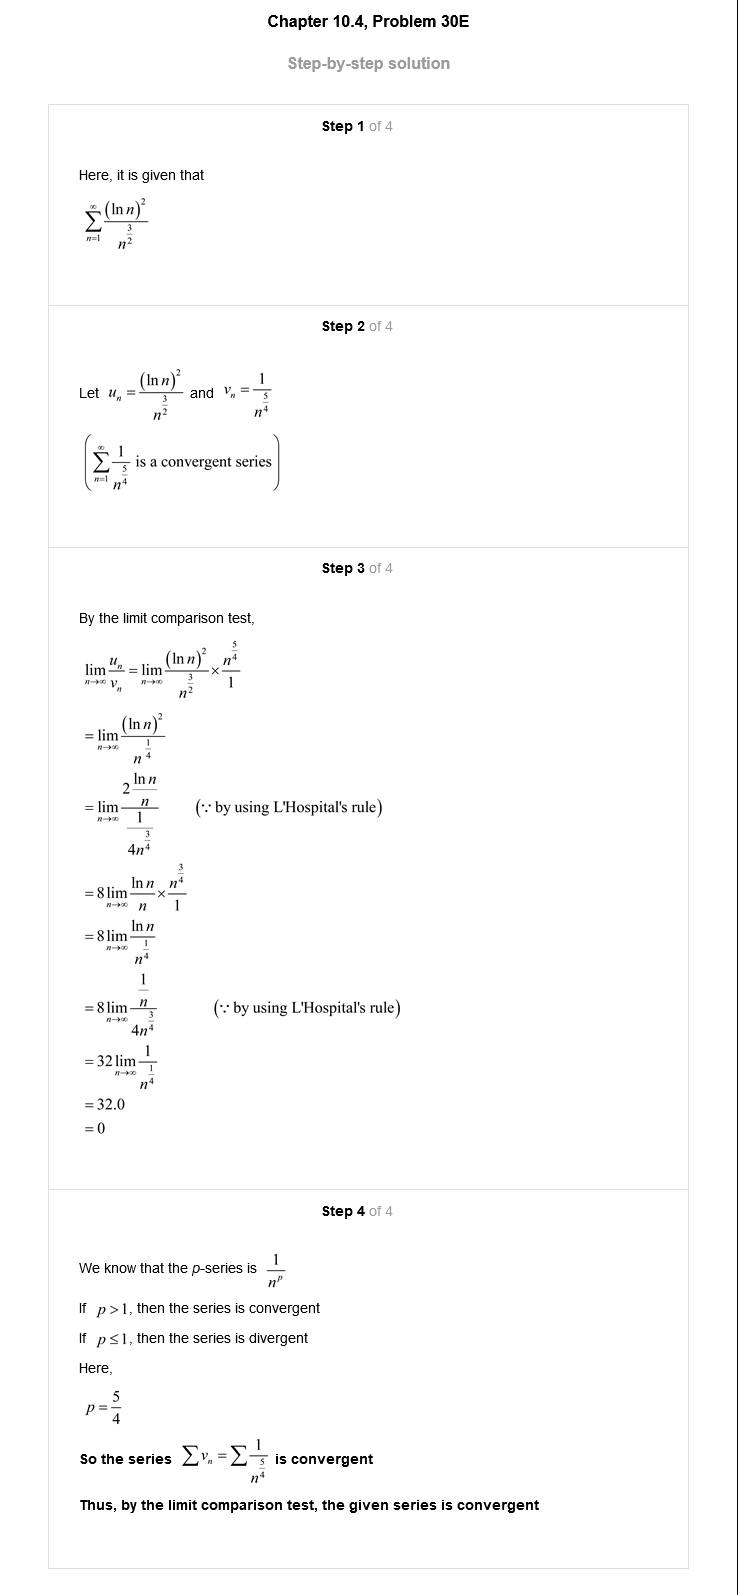 Chapter 10.4, Problem 30E
Step-by-step solution
Step 1 of 4
Here, it is given that
$\sum_{n=1}^{\infty} \frac{(\ln n)^2}{n^{\frac{3}{2}}}$
Step 2 of 4
Let $u_n = \frac{(\ln n)^2}{n^{\frac{3}{2}}}$ and $v_n = \frac{1}{n^{\frac{5}{4}}}$
$\left( \sum_{n=1}^{\infty} \frac{1}{n^{\frac{5}{4}}} \text{ is a convergent series} \right)$
Step 3 of 4
By the limit comparison test,
$\lim_{n \to \infty} \frac{u_n}{v_n} = \lim_{n \to \infty} \frac{(\ln n)^2}{n^{\frac{3}{2}}} \times \frac{n^{\frac{5}{4}}}{1}$
$= \lim_{n \to \infty} \frac{(\ln n)^2}{n^{\frac{1}{4}}}$
$= \lim_{n \to \infty} \frac{2 \frac{\ln n}{n}}{\frac{1}{4n^{\frac{3}{4}}}}$ (∵ by using L'Hospital's rule)
$= 8 \lim_{n \to \infty} \frac{\ln n}{n} \times \frac{n^{\frac{3}{4}}}{1}$
$= 8 \lim_{n \to \infty} \frac{\ln n}{n^{\frac{1}{4}}}$
$= 8 \lim_{n \to \infty} \frac{\frac{1}{n}}{4n^{\frac{3}{4}}}$ (∵ by using L'Hospital's rule)
$= 32 \lim_{n \to \infty} \frac{1}{n^{\frac{1}{4}}}$
= 32.0
= 0
Step 4 of 4
We know that the p-series is $\frac{1}{n^p}$
If $p > 1$, then the series is convergent
If $p \le 1$, then the series is divergent
Here,
$p = \frac{5}{4}$
So the series $\sum v_n = \sum \frac{1}{n^{\frac{5}{4}}}$ is convergent
Thus, by the limit comparison test, the given series is convergent